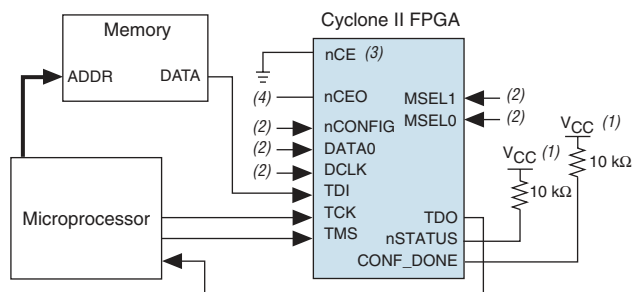 Cyclone II FPGA
Memory
ADDR
DATA
nCE (3)
(4) nCEO
(2) nCONFIG
(2) DATA0
(2) DCLK
TDI
TCK
TMS
MSEL1 (2)
MSEL0 (2)
TDO
nSTATUS
CONF_DONE
VCC (1)
10 kΩ
VCC (1)
10 kΩ
Microprocessor